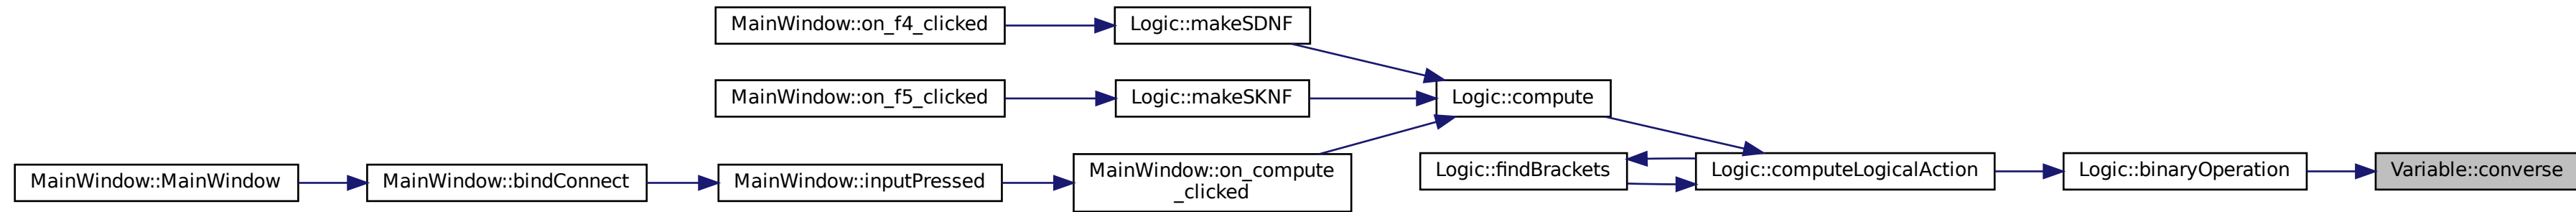 MainWindow::on_f4_clicked
Logic::makeSDNF
MainWindow::on_f5_clicked
Logic::makeSKNF
Logic::compute
MainWindow::MainWindow
MainWindow::bindConnect
MainWindow::inputPressed
MainWindow::on_compute
_clicked
Logic::findBrackets
Logic::computeLogicalAction
Logic::binaryOperation
Variable::converse